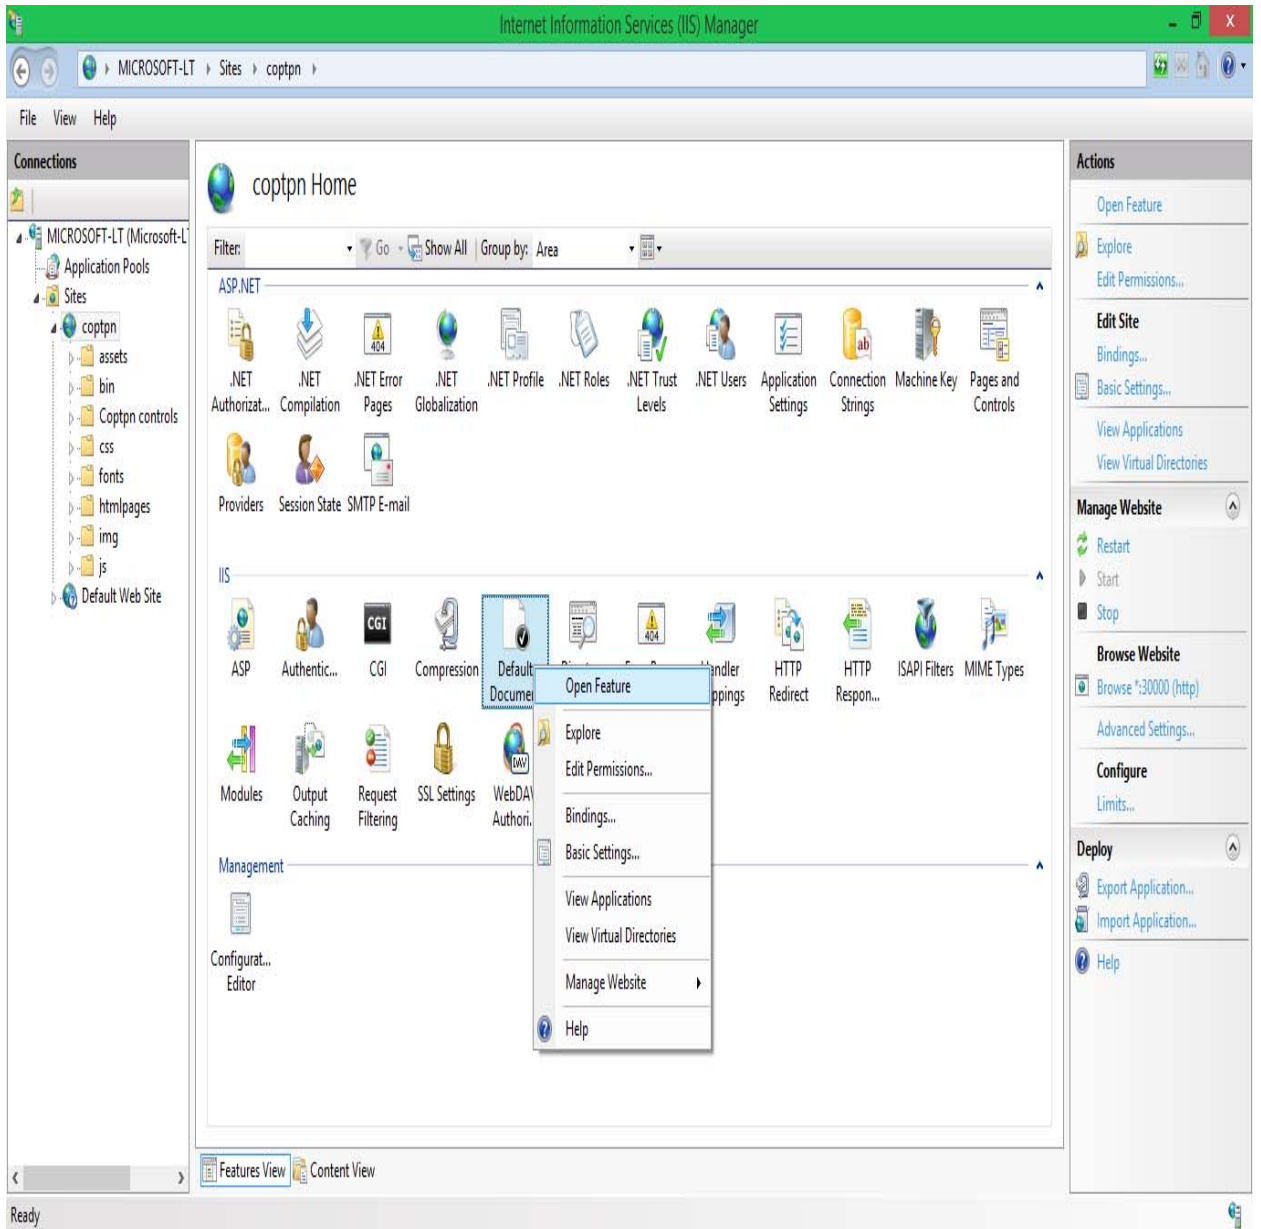 Internet Information Services (IIS) Manager
MICROSOFT-LT Sites coptpn
File View Help
Connections
MICROSOFT-LT (Microsoft-L
Application Pools
Sites
coptpn
assets
bin
Coptpn controls
css
fonts
htmlpages
img
js
Default Web Site
coptpn Home
Filter: Go Show All Group by: Area
ASP.NET
.NET Authorizat...
.NET Compilation
.NET Error Pages
.NET Globalization
.NET Profile
.NET Roles
.NET Trust Levels
.NET Users
Application Settings
Connection Strings
Machine Key
Pages and Controls
Providers
Session State
SMTP E-mail
IIS
ASP
Authentic...
CGI
Compression
Default
HTTP Redirect
HTTP Respon...
ISAPI Filters
MIME Types
Modules
Output Caching
Request Filtering
SSL Settings
Authori.
Management
Configurat... Editor
Open Feature
Explore
Edit Permissions...
Bindings...
Basic Settings...
View Applications
View Virtual Directories
Manage Website
Help
Features View Content View
Actions
Open Feature
Explore
Edit Permissions...
Edit Site
Bindings...
Basic Settings...
View Applications
View Virtual Directories
Manage Website
Restart
Start
Stop
Browse Website
Browse *:30000 (http)
Advanced Settings...
Configure
Limits...
Deploy
Export Application...
Import Application...
Help
Ready